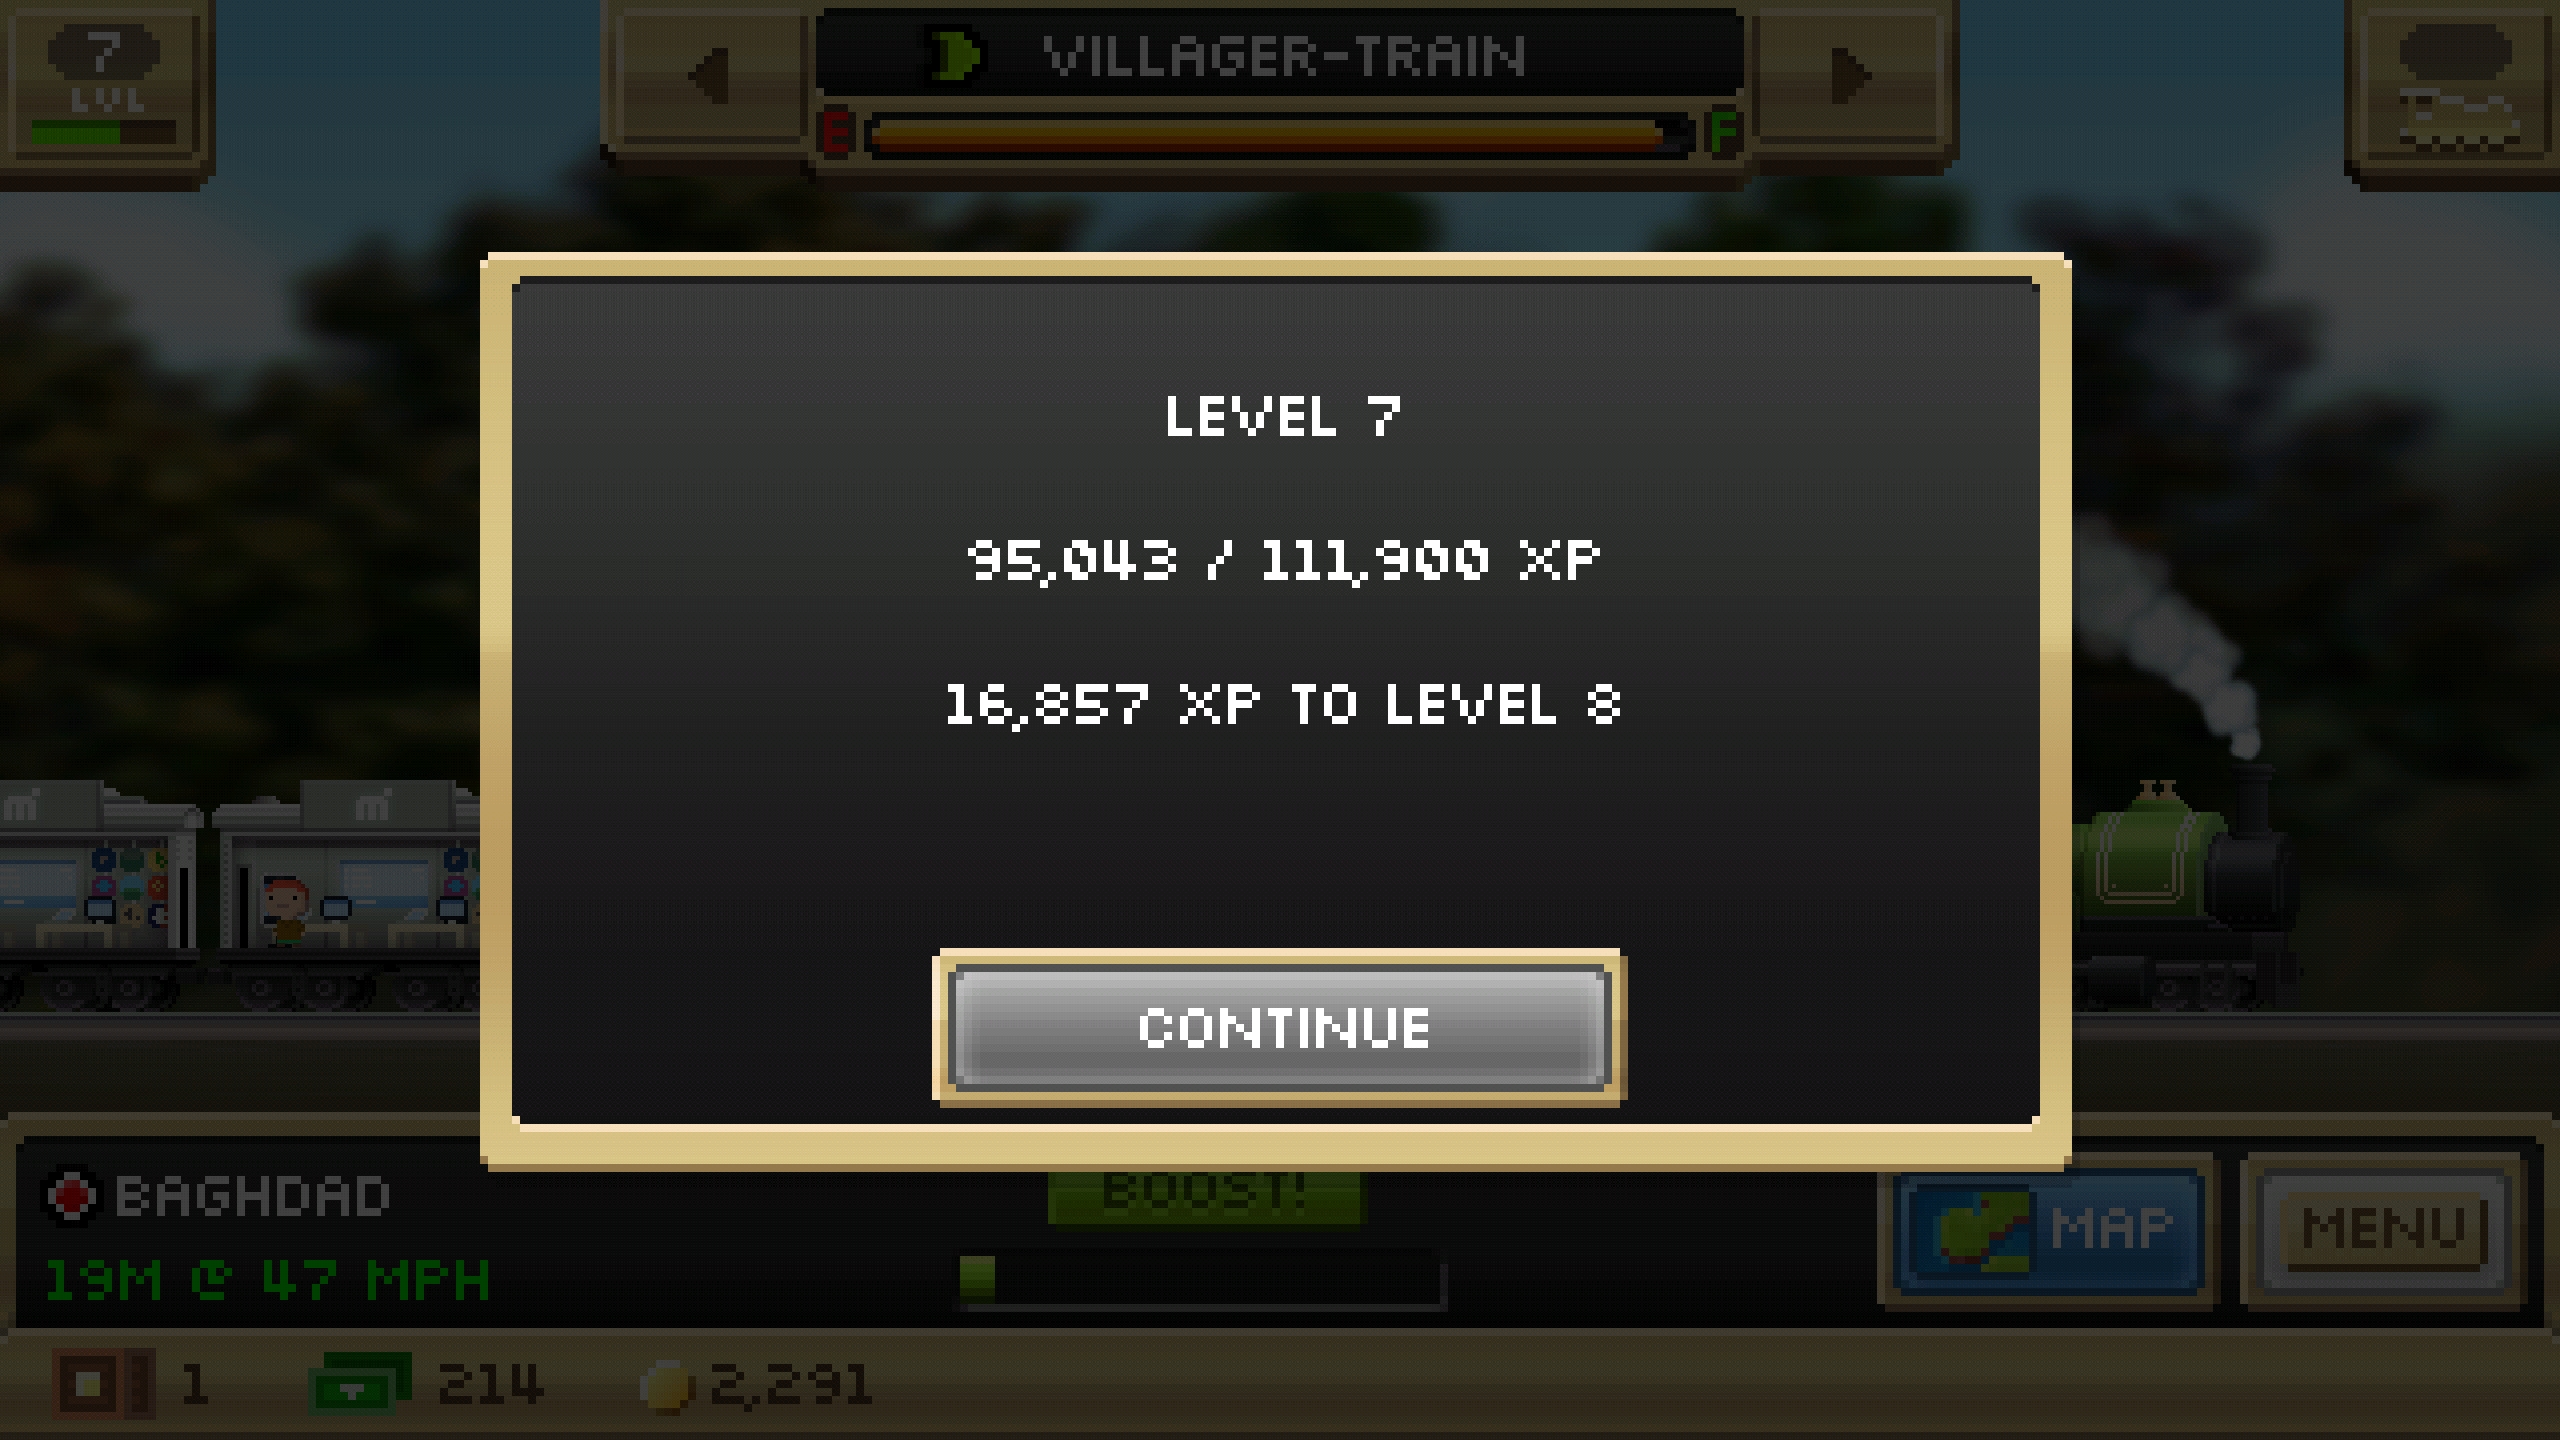 7
LVL
VILLAGER-TRAIN
E F
LEVEL 7
95,043 / 111,900 XP
16,857 XP TO LEVEL 8
CONTINUE
BAGHDAD
19M @ 47 MPH
BOOST!
MAP
MENU
1 214 2,291